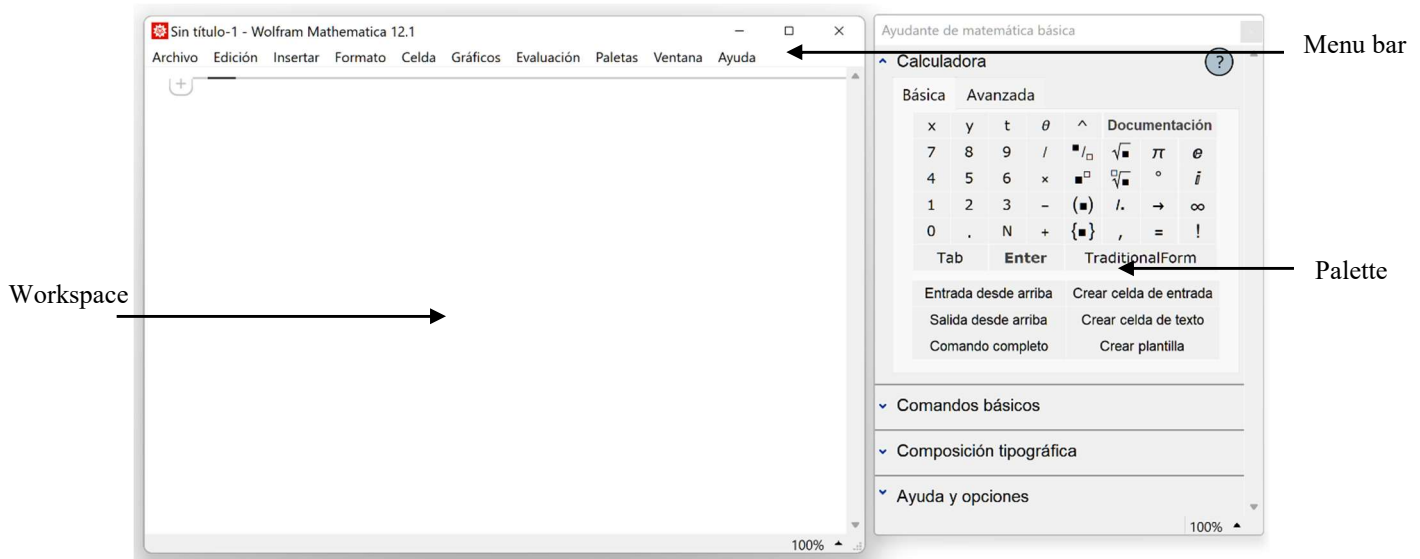 Sin título-1 - Wolfram Mathematica 12.1
Archivo Edición Insertar Formato Celda Gráficos Evaluación Paletas Ventana Ayuda
100%
Ayudante de matemática básica
Calculadora
?
Básica Avanzada
x y t θ ^ Documentación
7 8 9 / ■/□ √■ π e
4 5 6 × ■□ □√■ ° i
1 2 3 − (■) /. → ∞
0 . N + {■} , = !
Tab Enter TraditionalForm
Entrada desde arriba Crear celda de entrada
Salida desde arriba Crear celda de texto
Comando completo Crear plantilla
Comandos básicos
Composición tipográfica
Ayuda y opciones
100%
Menu bar
Palette
Workspace